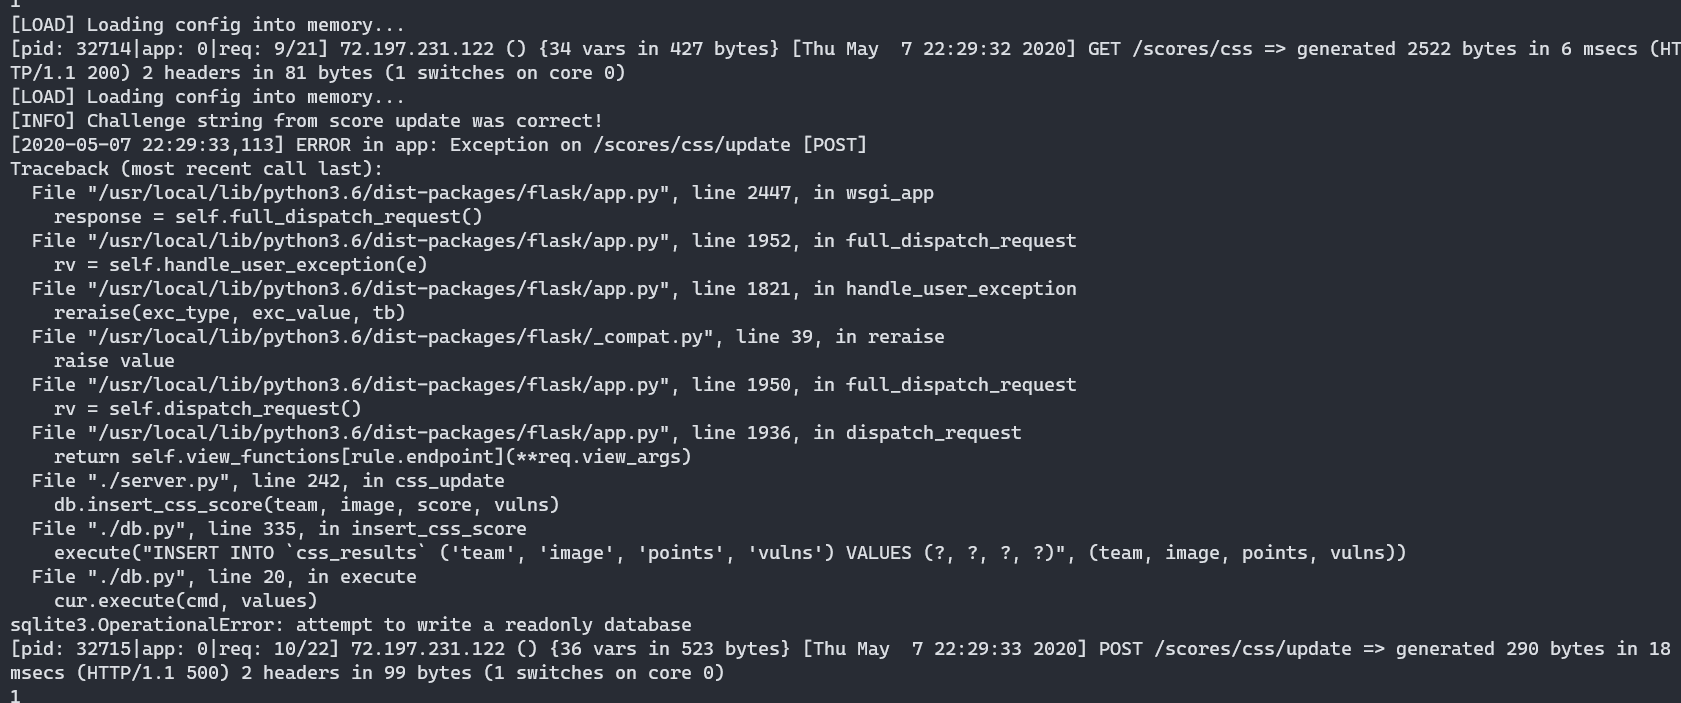 1
[LOAD] Loading config into memory...
[pid: 32714|app: 0|req: 9/21] 72.197.231.122 () {34 vars in 427 bytes} [Thu May  7 22:29:32 2020] GET /scores/css => generated 2522 bytes in 6 msecs (HT
TP/1.1 200) 2 headers in 81 bytes (1 switches on core 0)
[LOAD] Loading config into memory...
[INFO] Challenge string from score update was correct!
[2020-05-07 22:29:33,113] ERROR in app: Exception on /scores/css/update [POST]
Traceback (most recent call last):
  File "/usr/local/lib/python3.6/dist-packages/flask/app.py", line 2447, in wsgi_app
    response = self.full_dispatch_request()
  File "/usr/local/lib/python3.6/dist-packages/flask/app.py", line 1952, in full_dispatch_request
    rv = self.handle_user_exception(e)
  File "/usr/local/lib/python3.6/dist-packages/flask/app.py", line 1821, in handle_user_exception
    reraise(exc_type, exc_value, tb)
  File "/usr/local/lib/python3.6/dist-packages/flask/_compat.py", line 39, in reraise
    raise value
  File "/usr/local/lib/python3.6/dist-packages/flask/app.py", line 1950, in full_dispatch_request
    rv = self.dispatch_request()
  File "/usr/local/lib/python3.6/dist-packages/flask/app.py", line 1936, in dispatch_request
    return self.view_functions[rule.endpoint](**req.view_args)
  File "./server.py", line 242, in css_update
    db.insert_css_score(team, image, score, vulns)
  File "./db.py", line 335, in insert_css_score
    execute("INSERT INTO `css_results` ('team', 'image', 'points', 'vulns') VALUES (?, ?, ?, ?)", (team, image, points, vulns))
  File "./db.py", line 20, in execute
    cur.execute(cmd, values)
sqlite3.OperationalError: attempt to write a readonly database
[pid: 32715|app: 0|req: 10/22] 72.197.231.122 () {36 vars in 523 bytes} [Thu May  7 22:29:33 2020] POST /scores/css/update => generated 290 bytes in 18
msecs (HTTP/1.1 500) 2 headers in 99 bytes (1 switches on core 0)
1